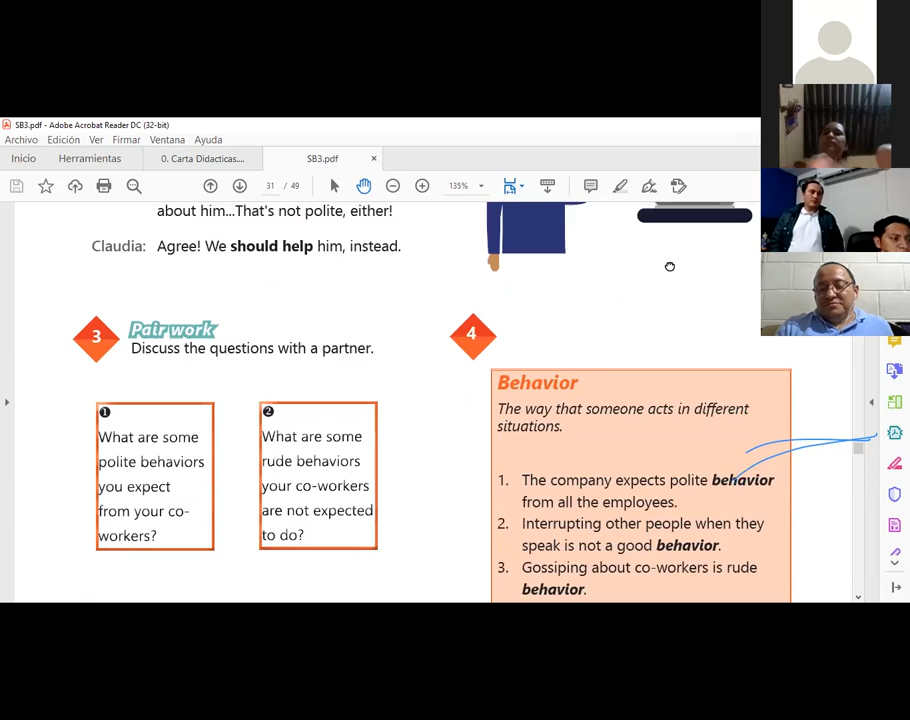 SB3.pdf - Adobe Acrobat Reader DC (32-bit)
Archivo Edición Ver Firmar Ventana Ayuda
Inicio Herramientas 0. Carta Didacticas.... SB3.pdf ×
31 / 49 135%
about him...That's not polite, either!
Claudia: Agree! We should help him, instead.
3 Pair work
Discuss the questions with a partner.
1
What are some
polite behaviors
you expect
from your co-
workers?
2
What are some
rude behaviors
your co-workers
are not expected
to do?
4
Behavior
The way that someone acts in different
situations.
1. The company expects polite behavior
from all the employees.
2. Interrupting other people when they
speak is not a good behavior.
3. Gossiping about co-workers is rude
behavior.